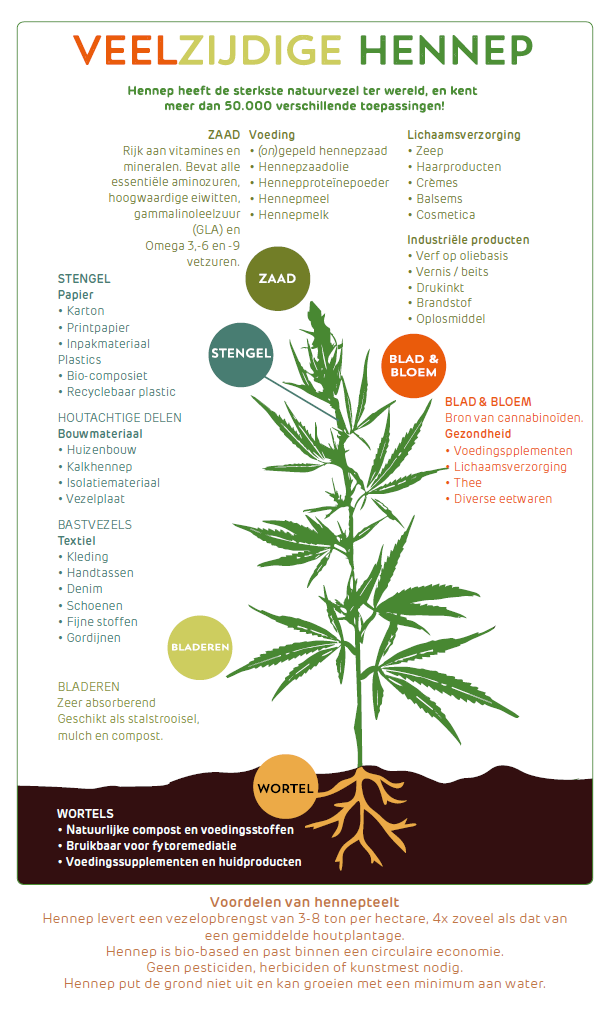 VEELZIJDIGE HENNEP
Hennep heeft de sterkste natuurvezel ter wereld, en kent
meer dan 50.000 verschillende toepassingen!
ZAAD
Rijk aan vitamines en
mineralen. Bevat alle
essentiële aminozuren,
hoogwaardige eiwitten,
gammalinoleelzuur
(GLA) en
Omega 3,-6 en -9
vetzuren.
Voeding
• (on)gepeld hennepzaad
• Hennepzaadolie
• Hennepproteïnepoeder
• Hennepmeel
• Hennepmelk
Lichaamsverzorging
• Zeep
• Haarproducten
• Crèmes
• Balsems
• Cosmetica
Industriële producten
• Verf op oliebasis
• Vernis / beits
• Drukinkt
• Brandstof
• Oplosmiddel
ZAAD
STENGEL
Papier
• Karton
• Printpapier
• Inpakmateriaal
Plastics
• Bio-composiet
• Recyclebaar plastic
STENGEL
BLAD &
BLOEM
HOUTACHTIGE DELEN
Bouwmateriaal
• Huizenbouw
• Kalkhennep
• Isolatiemateriaal
• Vezelplaat
BLAD & BLOEM
Bron van cannabinoïden.
Gezondheid
• Voedingspplementen
• Lichaamsverzorging
• Thee
• Diverse eetwaren
BASTVEZELS
Textiel
• Kleding
• Handtassen
• Denim
• Schoenen
• Fijne stoffen
• Gordijnen
BLADEREN
BLADEREN
Zeer absorberend
Geschikt als stalstrooisel,
mulch en compost.
WORTEL
WORTELS
• Natuurlijke compost en voedingsstoffen
• Bruikbaar voor fytoremediatie
• Voedingssupplementen en huidproducten
Voordelen van hennepteelt
Hennep levert een vezelopbrengst van 3-8 ton per hectare, 4x zoveel als dat van
een gemiddelde houtplantage.
Hennep is bio-based en past binnen een circulaire economie.
Geen pesticiden, herbiciden of kunstmest nodig.
Hennep put de grond niet uit en kan groeien met een minimum aan water.